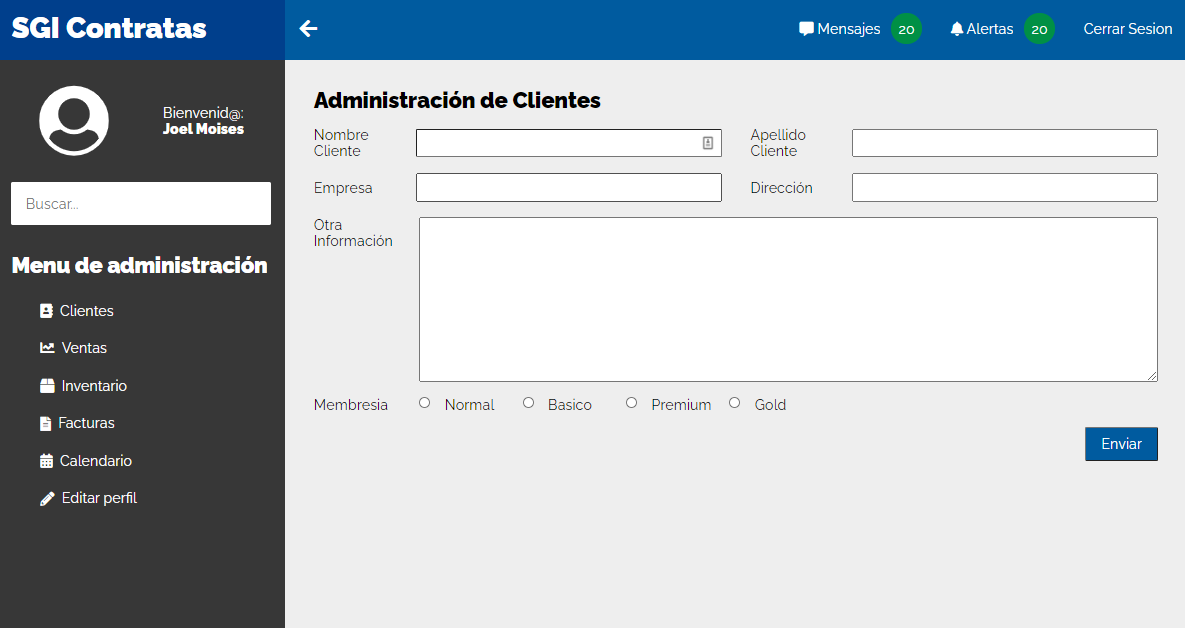 SGI Contratas
Mensajes 20 Alertas 20 Cerrar Sesion
Bienvenid@:
Joel Moises
Buscar...
Menu de administración
Clientes
Ventas
Inventario
Facturas
Calendario
Editar perfil
Administración de Clientes
Nombre
Cliente
Apellido
Cliente
Empresa
Dirección
Otra
Información
Membresia Normal Basico Premium Gold
Enviar